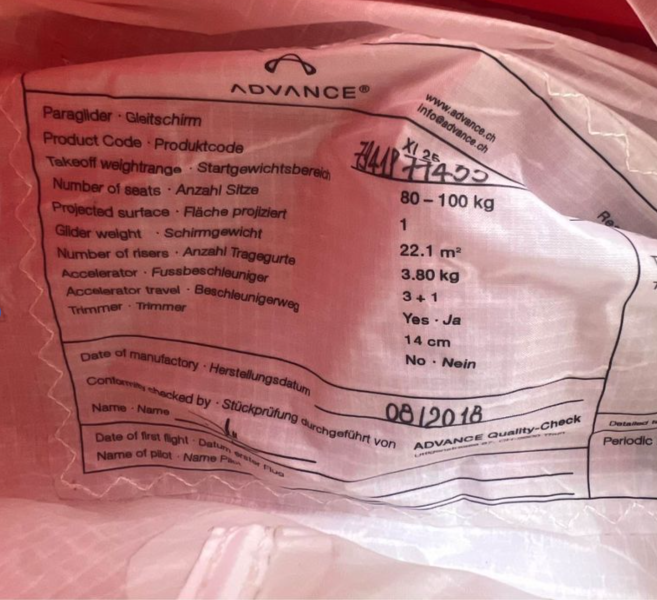 ADVANCE®
www.advance.ch
info@advance.ch
Paraglider · Gleitschirm
XI 26
Product Code · Produktcode
Takeoff weightrange · Startgewichtsbereich
80 – 100 kg
Number of seats · Anzahl Sitze
1
Projected surface · Fläche projiziert
22.1 m²
Glider weight · Schirmgewicht
3.80 kg
Number of risers · Anzahl Tragegurte
3 + 1
Accelerator · Fussbeschleuniger
Yes · Ja
Accelerator travel · Beschleunigerweg
14 cm
Trimmer · Trimmer
No · Nein
Date of manufactory · Herstellungsdatum
08/2018
Conformity checked by · Stückprüfung durchgeführt von
ADVANCE Quality-Check
Name · Name
Date of first flight · Datum erster Flug
Name of pilot · Name Pilot
Periodic